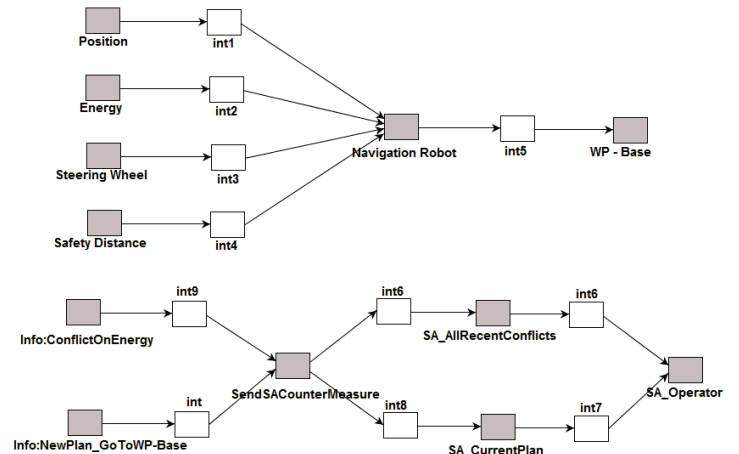 Position
int1
Energy
int2
Steering Wheel
int3
Navigation Robot
int5
WP - Base
Safety Distance
int4
int9
int6
int6
Info:ConflictOnEnergy
SA_AllRecentConflicts
int
SendSACounterMeasure
SA_Operator
int8
int7
Info:NewPlan_GoToWP-Base
SA_CurrentPlan